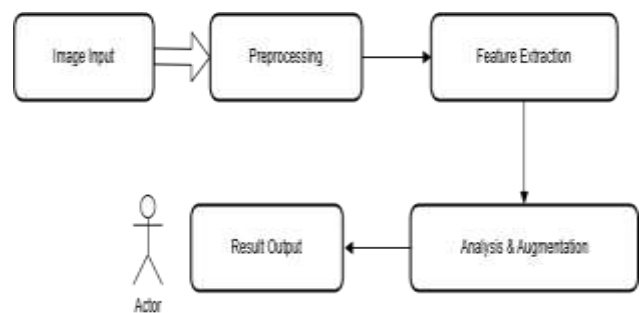 Image Input
Preprocessing
Feature Extraction
Result Output
Analysis & Augmentation
Actor